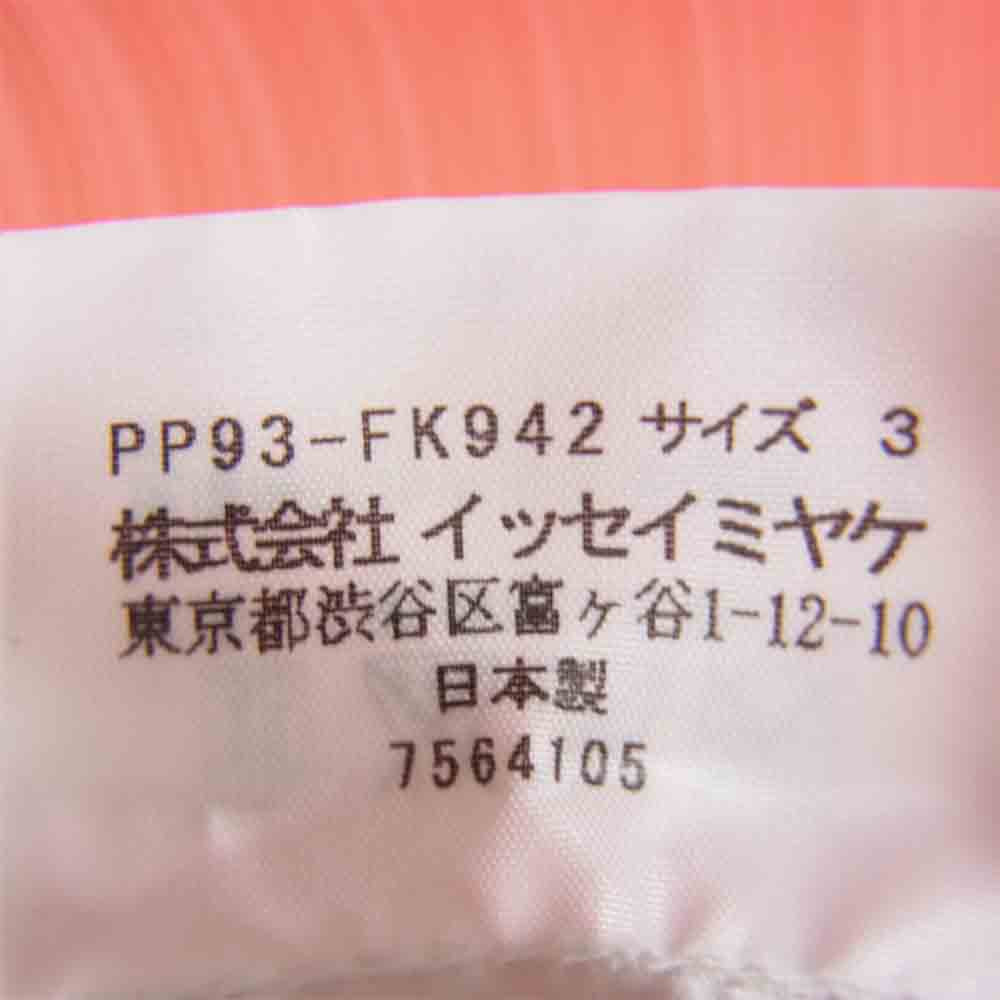 PP93-FK942 サイズ 3
株式会社 イッセイミヤケ
東京都渋谷区富ヶ谷1-12-10
日本製
7564105